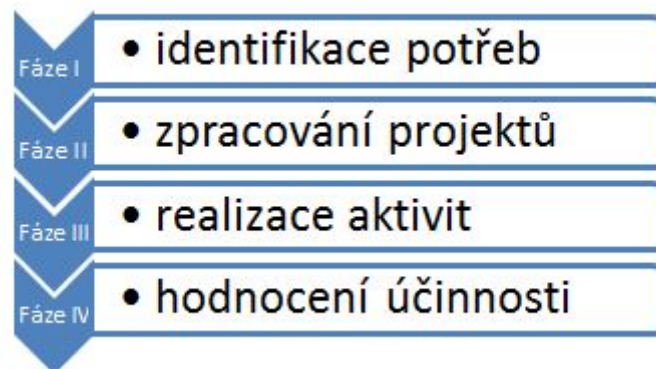 Fáze I
• identifikace potřeb
Fáze II
• zpracování projektů
Fáze III
• realizace aktivit
Fáze IV
• hodnocení účinnosti